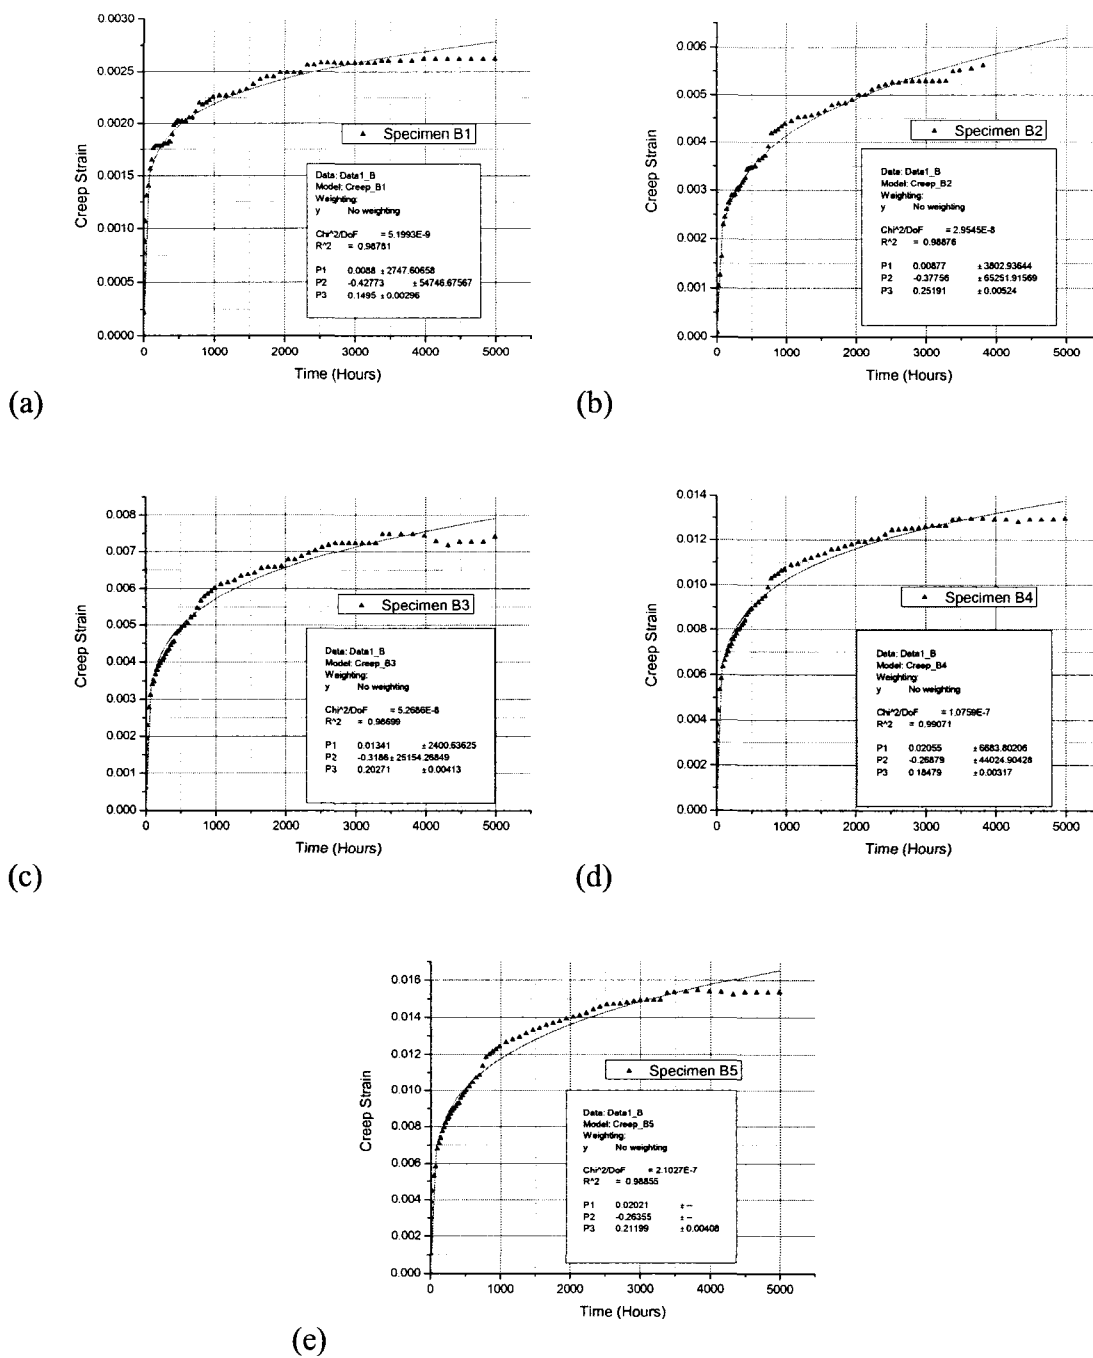 0.0030
0.0025
0.0020
0.0015
0.0010
0.0005
0.0000
Creep Strain
0 1000 2000 3000 4000 5000
Time (Hours)
Specimen B1
Data: Data1_B
Model: Creep_B1
Weighting:
y No weighting
Chi^2/DoF = 5.1993E-9
R^2 = 0.98781
P1 0.0088 ±2747.60658
P2 -0.42773 ±54746.67567
P3 0.1495 ±0.00296
(a)
0.006
0.005
0.004
0.003
0.002
0.001
0.000
Creep Strain
0 1000 2000 3000 4000 5000
Time (Hours)
Specimen B2
Data: Data1_B
Model: Creep_B2
Weighting:
y No weighting
Chi^2/DoF = 2.9545E-8
R^2 = 0.98876
P1 0.00877 ±3802.93644
P2 -0.37756 ±65251.91569
P3 0.25191 ±0.00524
(b)
0.008
0.007
0.006
0.005
0.004
0.003
0.002
0.001
0.000
Creep Strain
0 1000 2000 3000 4000 5000
Time (Hours)
Specimen B3
Data: Data1_B
Model: Creep_B3
Weighting:
y No weighting
Chi^2/DoF = 5.2686E-8
R^2 = 0.98699
P1 0.01341 ±2400.63625
P2 -0.3186 ±25154.26849
P3 0.20271 ±0.00413
(c)
0.014
0.012
0.010
0.008
0.006
0.004
0.002
0.000
Creep Strain
0 1000 2000 3000 4000 5000
Time (Hours)
Specimen B4
Data: Data1_B
Model: Creep_B4
Weighting:
y No weighting
Chi^2/DoF = 1.0759E-7
R^2 = 0.99071
P1 0.02055 ±6683.80206
P2 -0.26879 ±44024.90428
P3 0.18479 ±0.00317
(d)
0.016
0.014
0.012
0.010
0.008
0.006
0.004
0.002
0.000
Creep Strain
0 1000 2000 3000 4000 5000
Time (Hours)
Specimen B5
Data: Data1_B
Model: Creep_B5
Weighting:
y No weighting
Chi^2/DoF = 2.1027E-7
R^2 = 0.98855
P1 0.02021 ±--
P2 -0.26355 ±--
P3 0.21199 ±0.00408
(e)